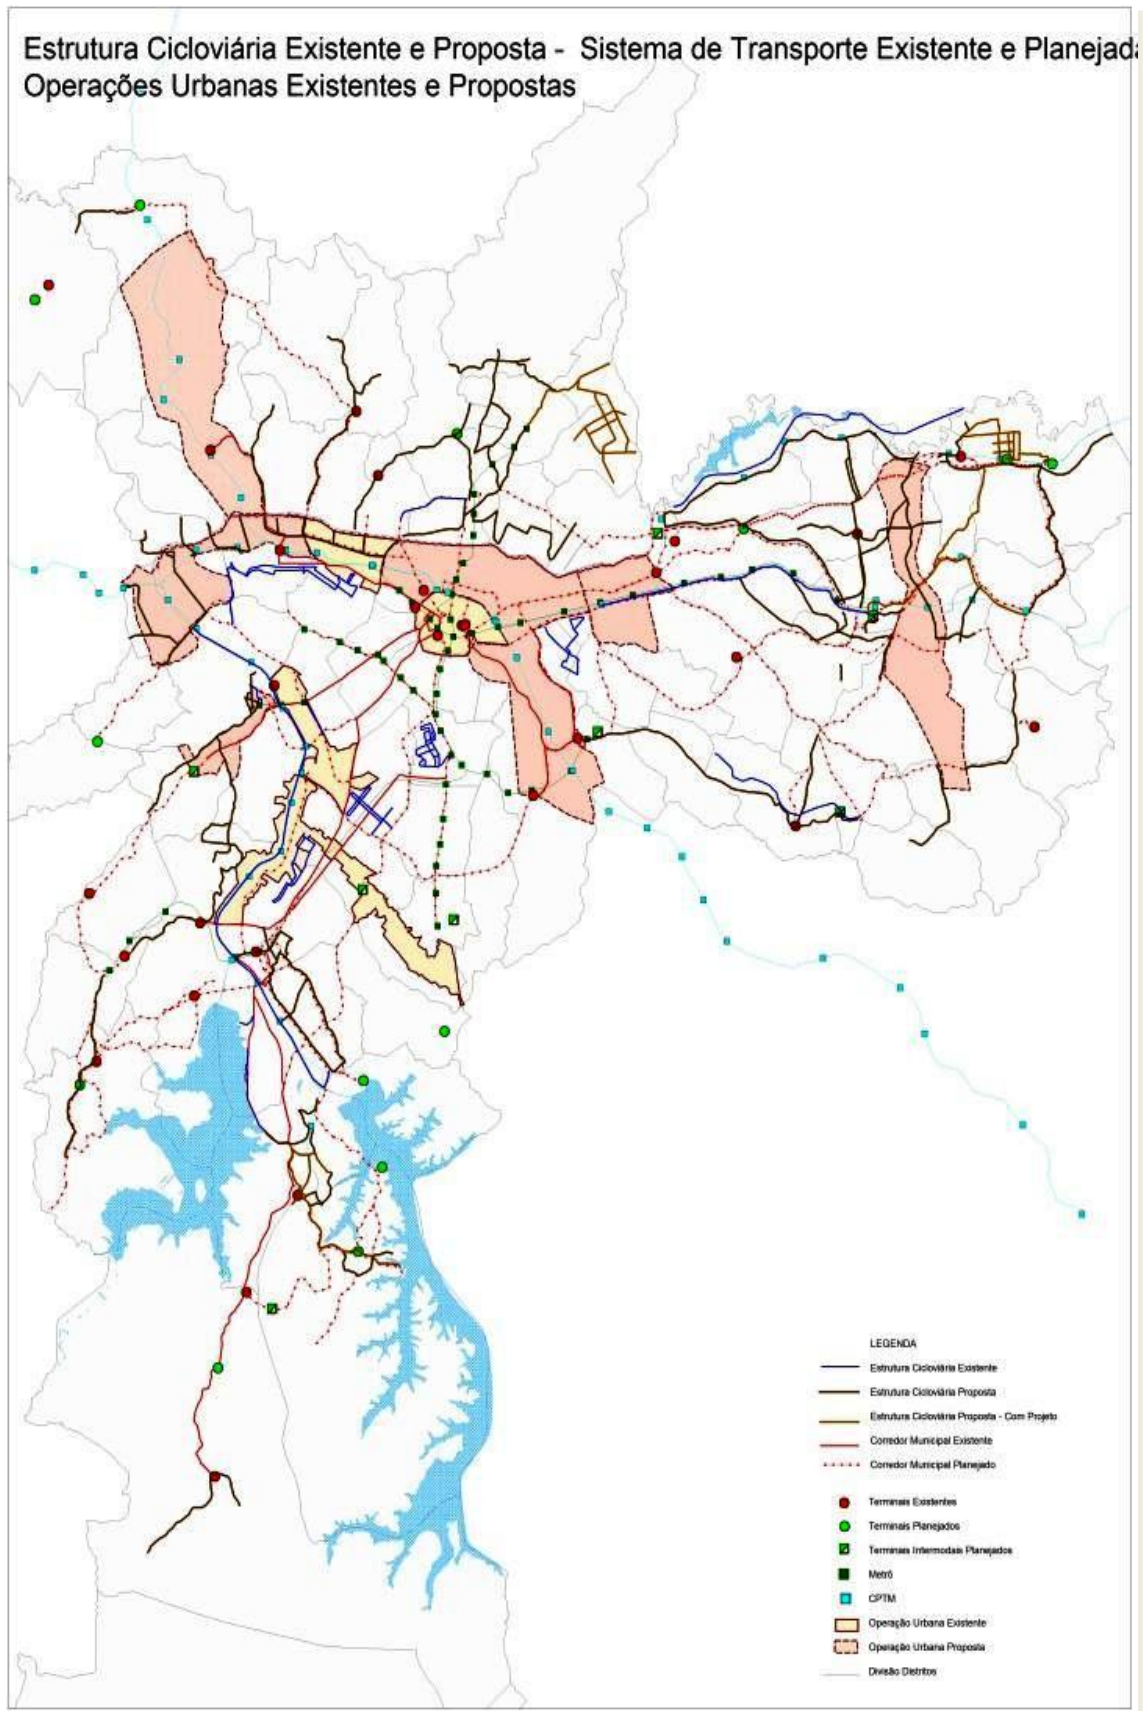 Estrutura Cicloviária Existente e Proposta - Sistema de Transporte Existente e Planejada
Operações Urbanas Existentes e Propostas
LEGENDA
Estrutura Cicloviária Existente
Estrutura Cicloviária Proposta
Estrutura Cicloviária Proposta - Com Projeto
Corredor Municipal Existente
Corredor Municipal Planejado
Terminais Existentes
Terminais Planejados
Terminais Intermodais Planejados
Metrô
CPTM
Operação Urbana Existente
Operação Urbana Proposta
Divisão Distritos